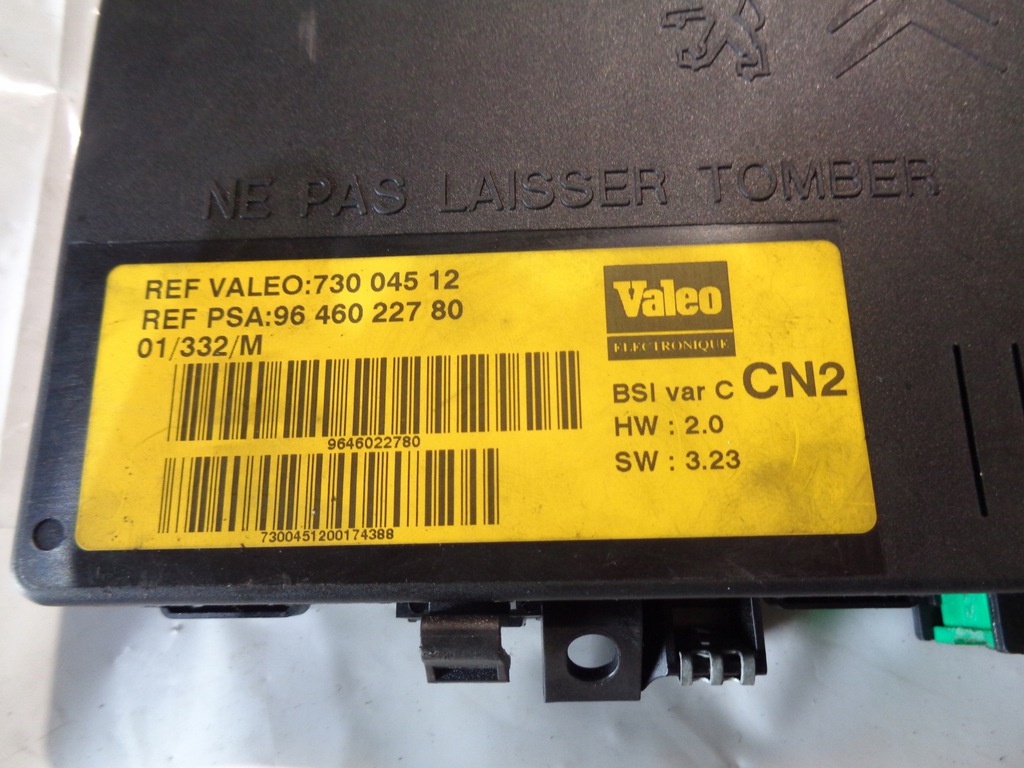 NE PAS LAISSER TOMBER
REF VALEO:730 045 12
REF PSA:96 460 227 80
01/332/M
9646022780
7300451200174388
Valeo
ELECTRONIQUE
BSI var C CN2
HW : 2.0
SW : 3.23